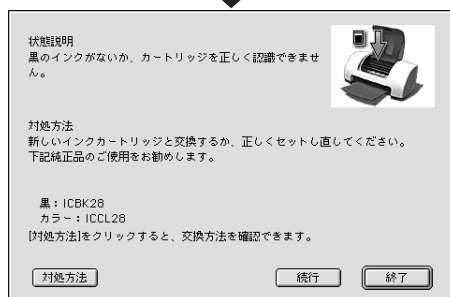 状態説明
黒のインクがないか、カートリッジを正しく認識できませ
ん。
対処方法
新しいインクカートリッジと交換するか、正しくセットし直してください。
下記純正品のご使用をお勧めします。
黒：ICBK28
カラー：ICCL28
[対処方法]をクリックすると、交換方法を確認できます。
対処方法
続行
終了